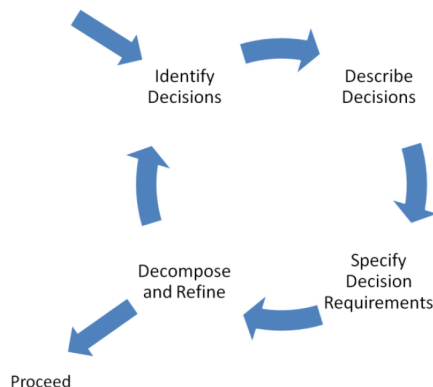 Identify
Decisions
Describe
Decisions
Specify
Decision
Requirements
Decompose
and Refine
Proceed